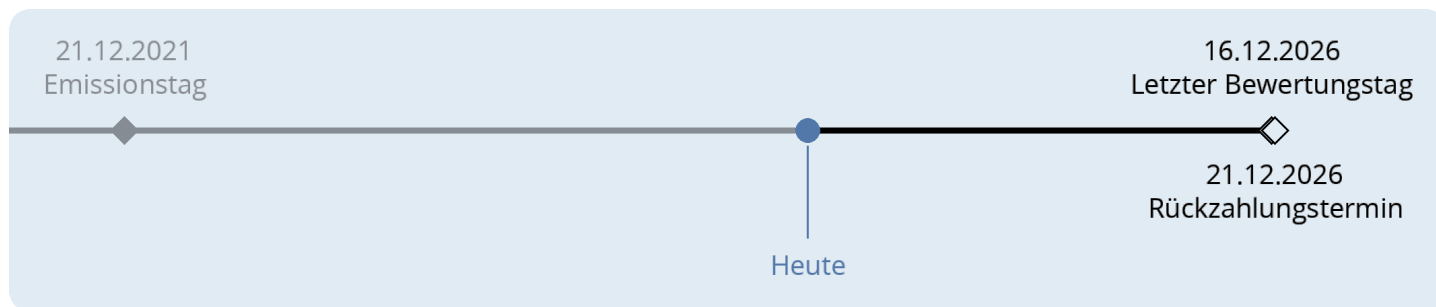 21.12.2021
Emissionstag
16.12.2026
Letzter Bewertungstag
21.12.2026
Rückzahlungstermin
Heute